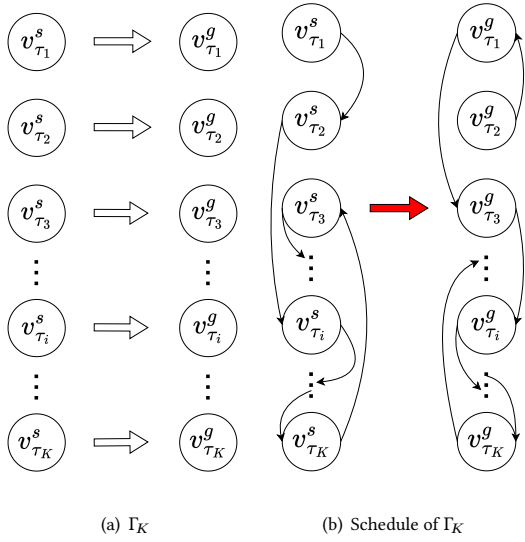 v^s_{τ_1} v^g_{τ_1} v^s_{τ_1} v^g_{τ_1}
v^s_{τ_2} v^g_{τ_2} v^s_{τ_2} v^g_{τ_2}
v^s_{τ_3} v^g_{τ_3} v^s_{τ_3} v^g_{τ_3}
⋮ ⋮ ⋮ ⋮
v^s_{τ_i} v^g_{τ_i} v^s_{τ_i} v^g_{τ_i}
⋮ ⋮ ⋮ ⋮
v^s_{τ_K} v^g_{τ_K} v^s_{τ_K} v^g_{τ_K}
(a) Γ_K (b) Schedule of Γ_K